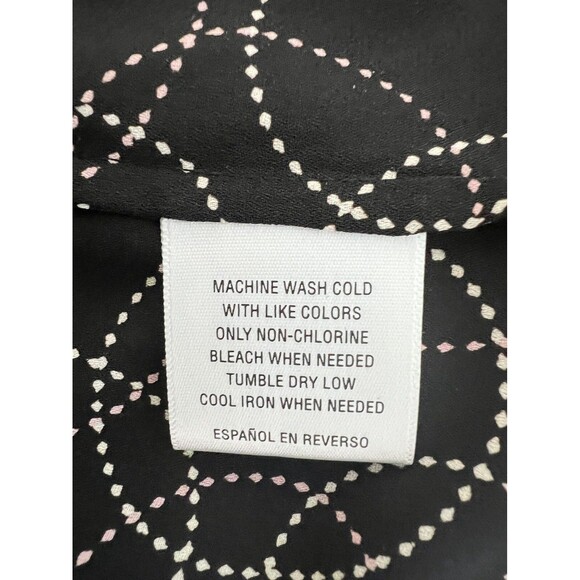 MACHINE WASH COLD
WITH LIKE COLORS
ONLY NON-CHLORINE
BLEACH WHEN NEEDED
TUMBLE DRY LOW
COOL IRON WHEN NEEDED
ESPAÑOL EN REVERSO